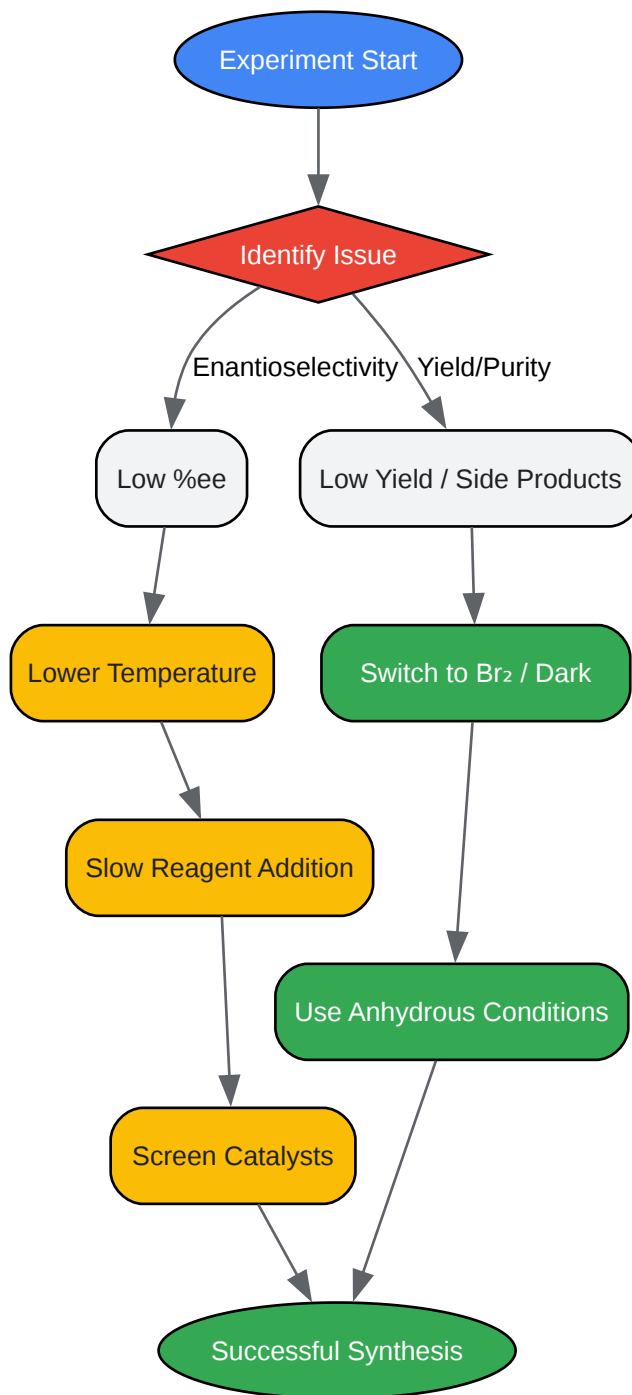 Experiment Start
Identify Issue
Enantioselectivity
Yield/Purity
Low %ee
Low Yield / Side Products
Lower Temperature
Switch to Br₂ / Dark
Slow Reagent Addition
Use Anhydrous Conditions
Screen Catalysts
Successful Synthesis